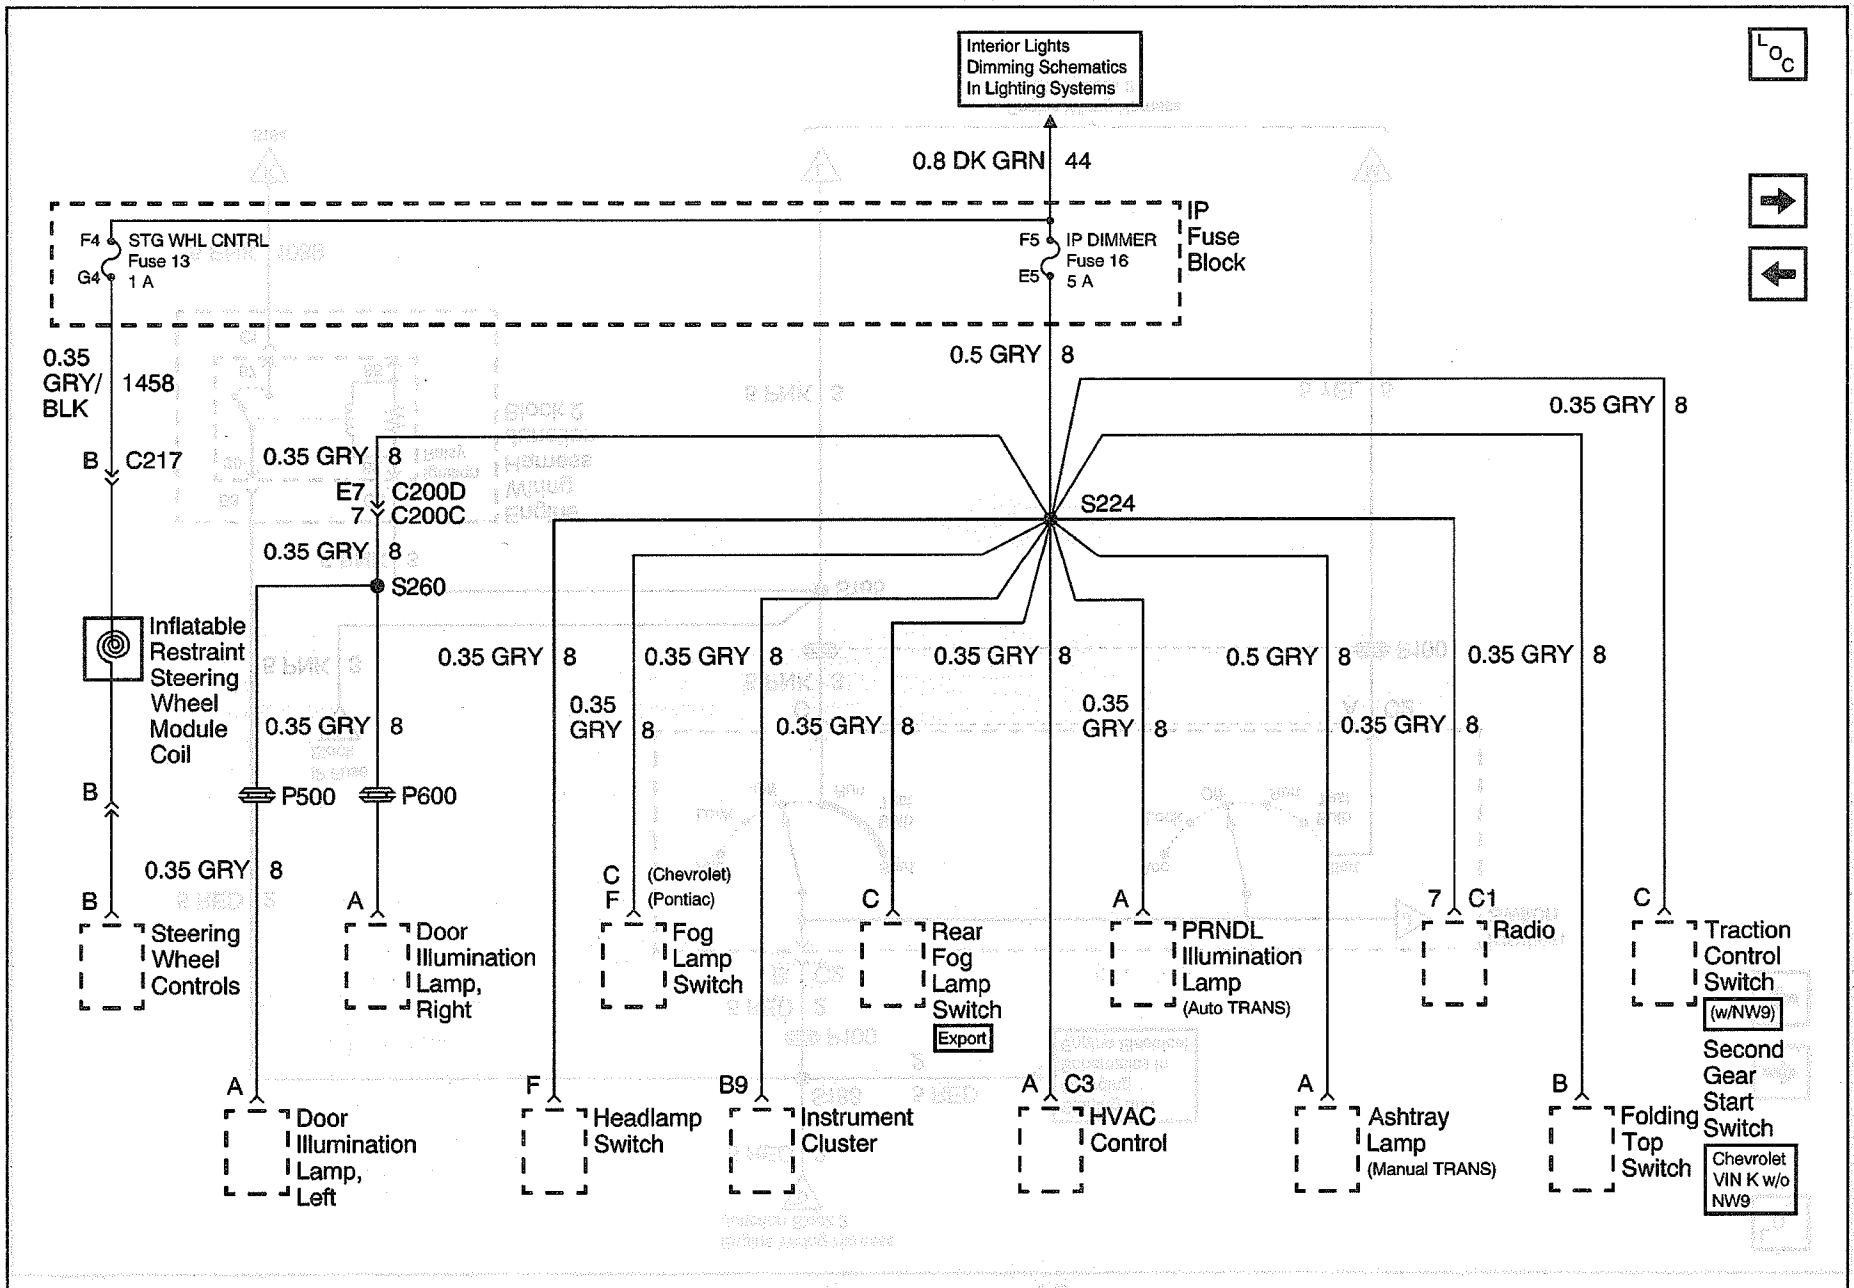 Interior Lights
Dimming Schematics
In Lighting Systems
LOC
0.8 DK GRN 44
IP
Fuse
Block
F4
STG WHL CNTRL
Fuse 13
1 A
G4
F5
IP DIMMER
Fuse 16
5 A
E5
0.35
GRY/
BLK
1458
0.5 GRY 8
0.35 GRY 8
B C217
0.35 GRY 8
E7 C200D
7 C200C
0.35 GRY 8
S260
S224
Inflatable
Restraint
Steering
Wheel
Module
Coil
0.35 GRY 8
0.35 GRY 8
0.35 GRY 8
0.5 GRY 8
0.35 GRY 8
0.35 GRY 8
0.35
GRY 8
0.35 GRY 8
0.35
GRY 8
0.35 GRY 8
B
P500
P600
0.35 GRY 8
B
Steering
Wheel
Controls
A
Door
Illumination
Lamp,
Right
C (Chevrolet)
F (Pontiac)
Fog
Lamp
Switch
C
Rear
Fog
Lamp
Switch
Export
A
PRNDL
Illumination
Lamp
(Auto TRANS)
7 C1
Radio
C
Traction
Control
Switch
(w/NW9)
Second
Gear
Start
Switch
Chevrolet
VIN K w/o
NW9
A
Door
Illumination
Lamp,
Left
F
Headlamp
Switch
B9
Instrument
Cluster
A C3
HVAC
Control
A
Ashtray
Lamp
(Manual TRANS)
B
Folding
Top
Switch